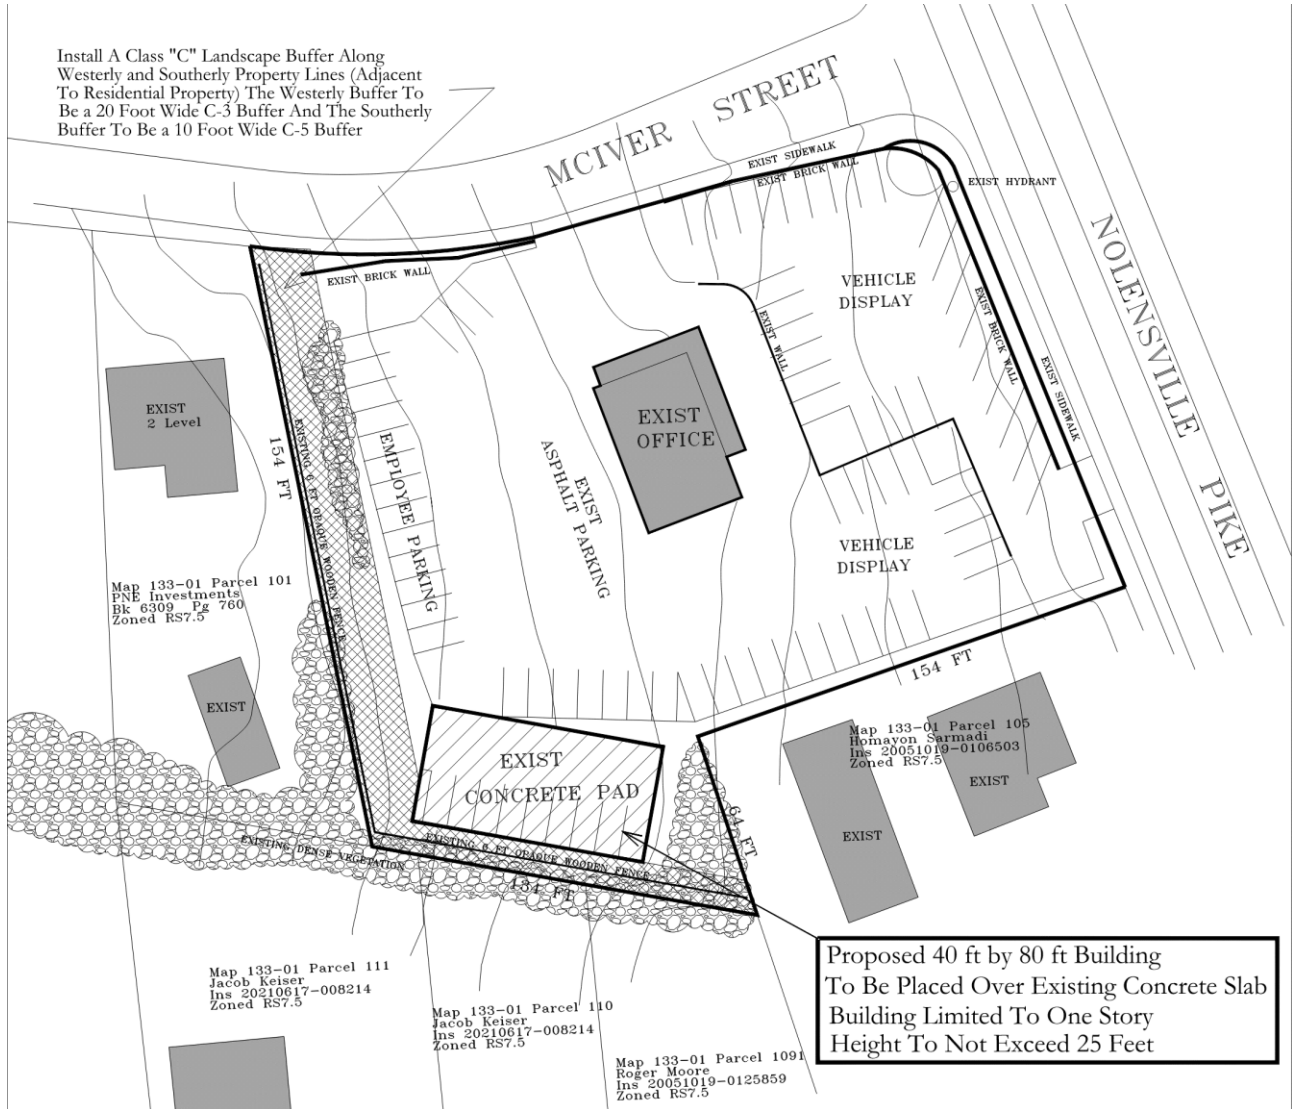 Install A Class "C" Landscape Buffer Along
Westerly and Southerly Property Lines (Adjacent
To Residential Property) The Westerly Buffer To
Be a 20 Foot Wide C-3 Buffer And The Southerly
Buffer To Be a 10 Foot Wide C-5 Buffer
MCIVER STREET
EXIST SIDEWALK
EXIST BRICK WALL
EXIST HYDRANT
NOLENSVILLE PIKE
EXIST BRICK WALL
VEHICLE
DISPLAY
EXIST WALL
EXIST BRICK WALL
EXIST SIDEWALK
EXIST
2 Level
154 FT
EXISTING 6 FT OPAQUE WOODEN FENCE
EMPLOYEE PARKING
EXIST
ASPHALT PARKING
EXIST
OFFICE
VEHICLE
DISPLAY
Map 133-01 Parcel 101
PNE Investments
Bk 6309 Pg 760
Zoned RS7.5
154 FT
EXIST
Map 133-01 Parcel 105
Homayon Sarmadi
Ins 20051019-0106503
Zoned RS7.5
EXIST
EXIST
EXIST
CONCRETE PAD
64 FT
EXISTING DENSE VEGETATION
EXISTING 6 FT OPAQUE WOODEN FENCE
134 FT
Map 133-01 Parcel 111
Jacob Keiser
Ins 20210617-008214
Zoned RS7.5
Map 133-01 Parcel 110
Jacob Keiser
Ins 20210617-008214
Zoned RS7.5
Map 133-01 Parcel 1091
Roger Moore
Ins 20051019-0125859
Zoned RS7.5
Proposed 40 ft by 80 ft Building
To Be Placed Over Existing Concrete Slab
Building Limited To One Story
Height To Not Exceed 25 Feet